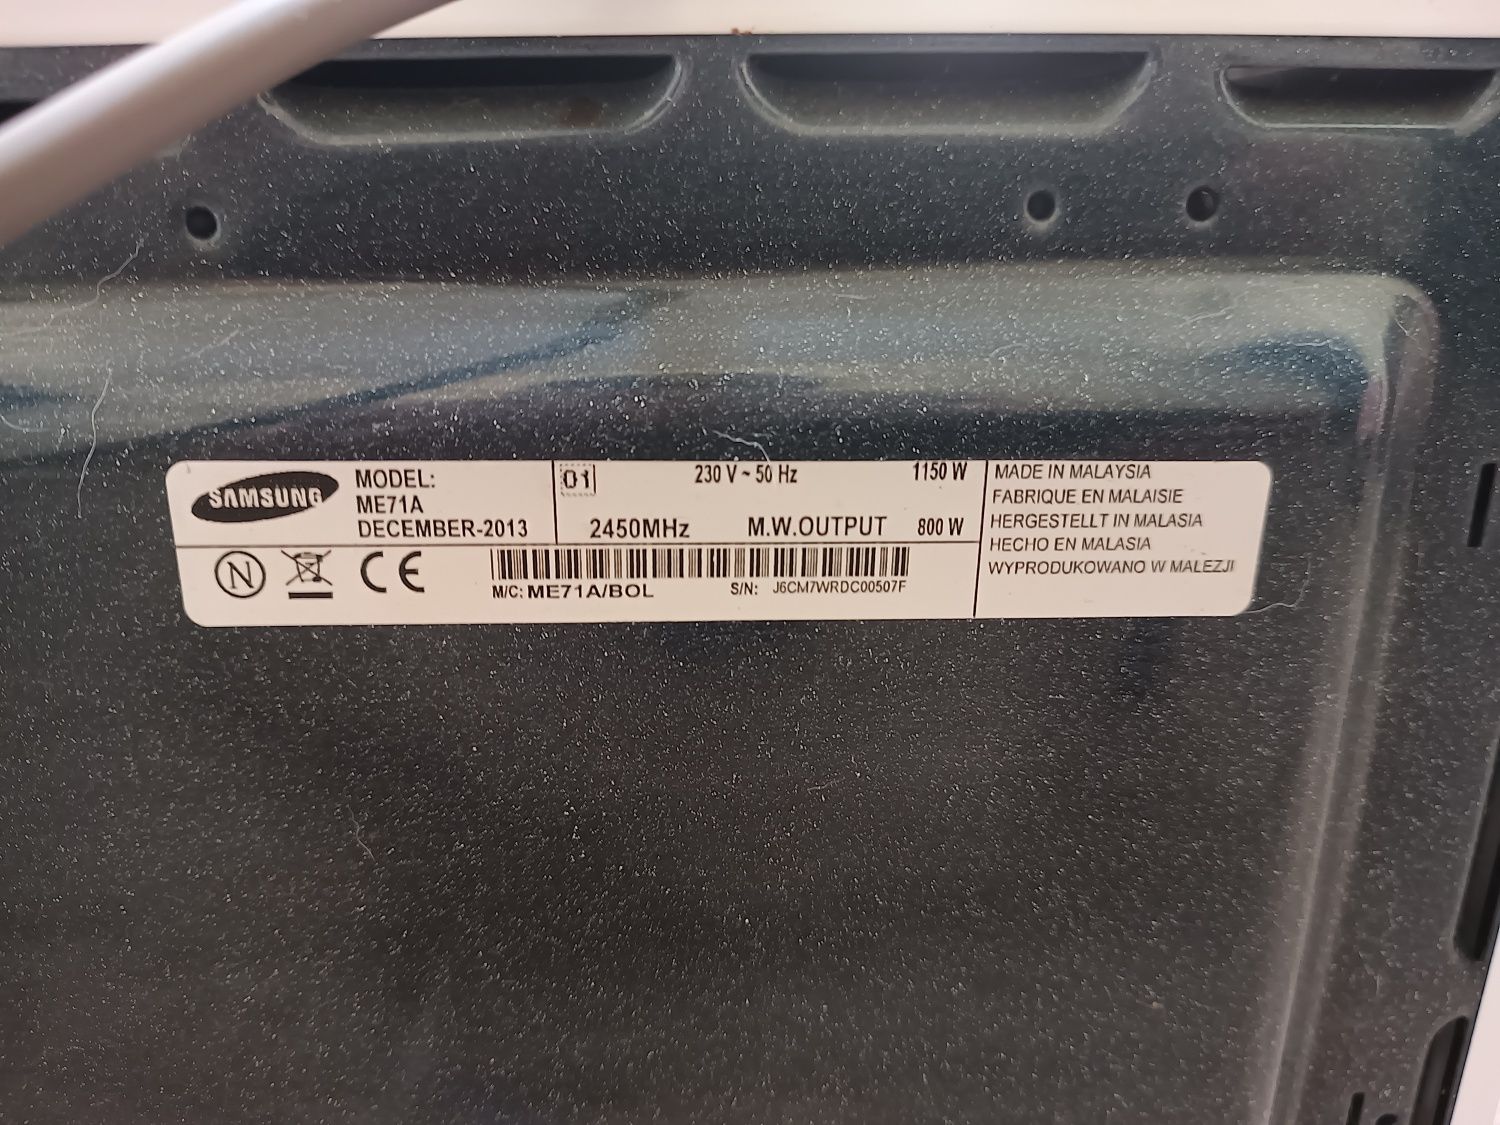 SAMSUNG
MODEL:
ME71A
DECEMBER-2013
01 230 V ~ 50 Hz 1150 W
2450MHz M.W.OUTPUT 800 W
N CE
M/C: ME71A/BOL S/N: J6CM7WRDC00507F
MADE IN MALAYSIA
FABRIQUE EN MALAISIE
HERGESTELLT IN MALASIA
HECHO EN MALASIA
WYPRODUKOWANO W MALEZJI